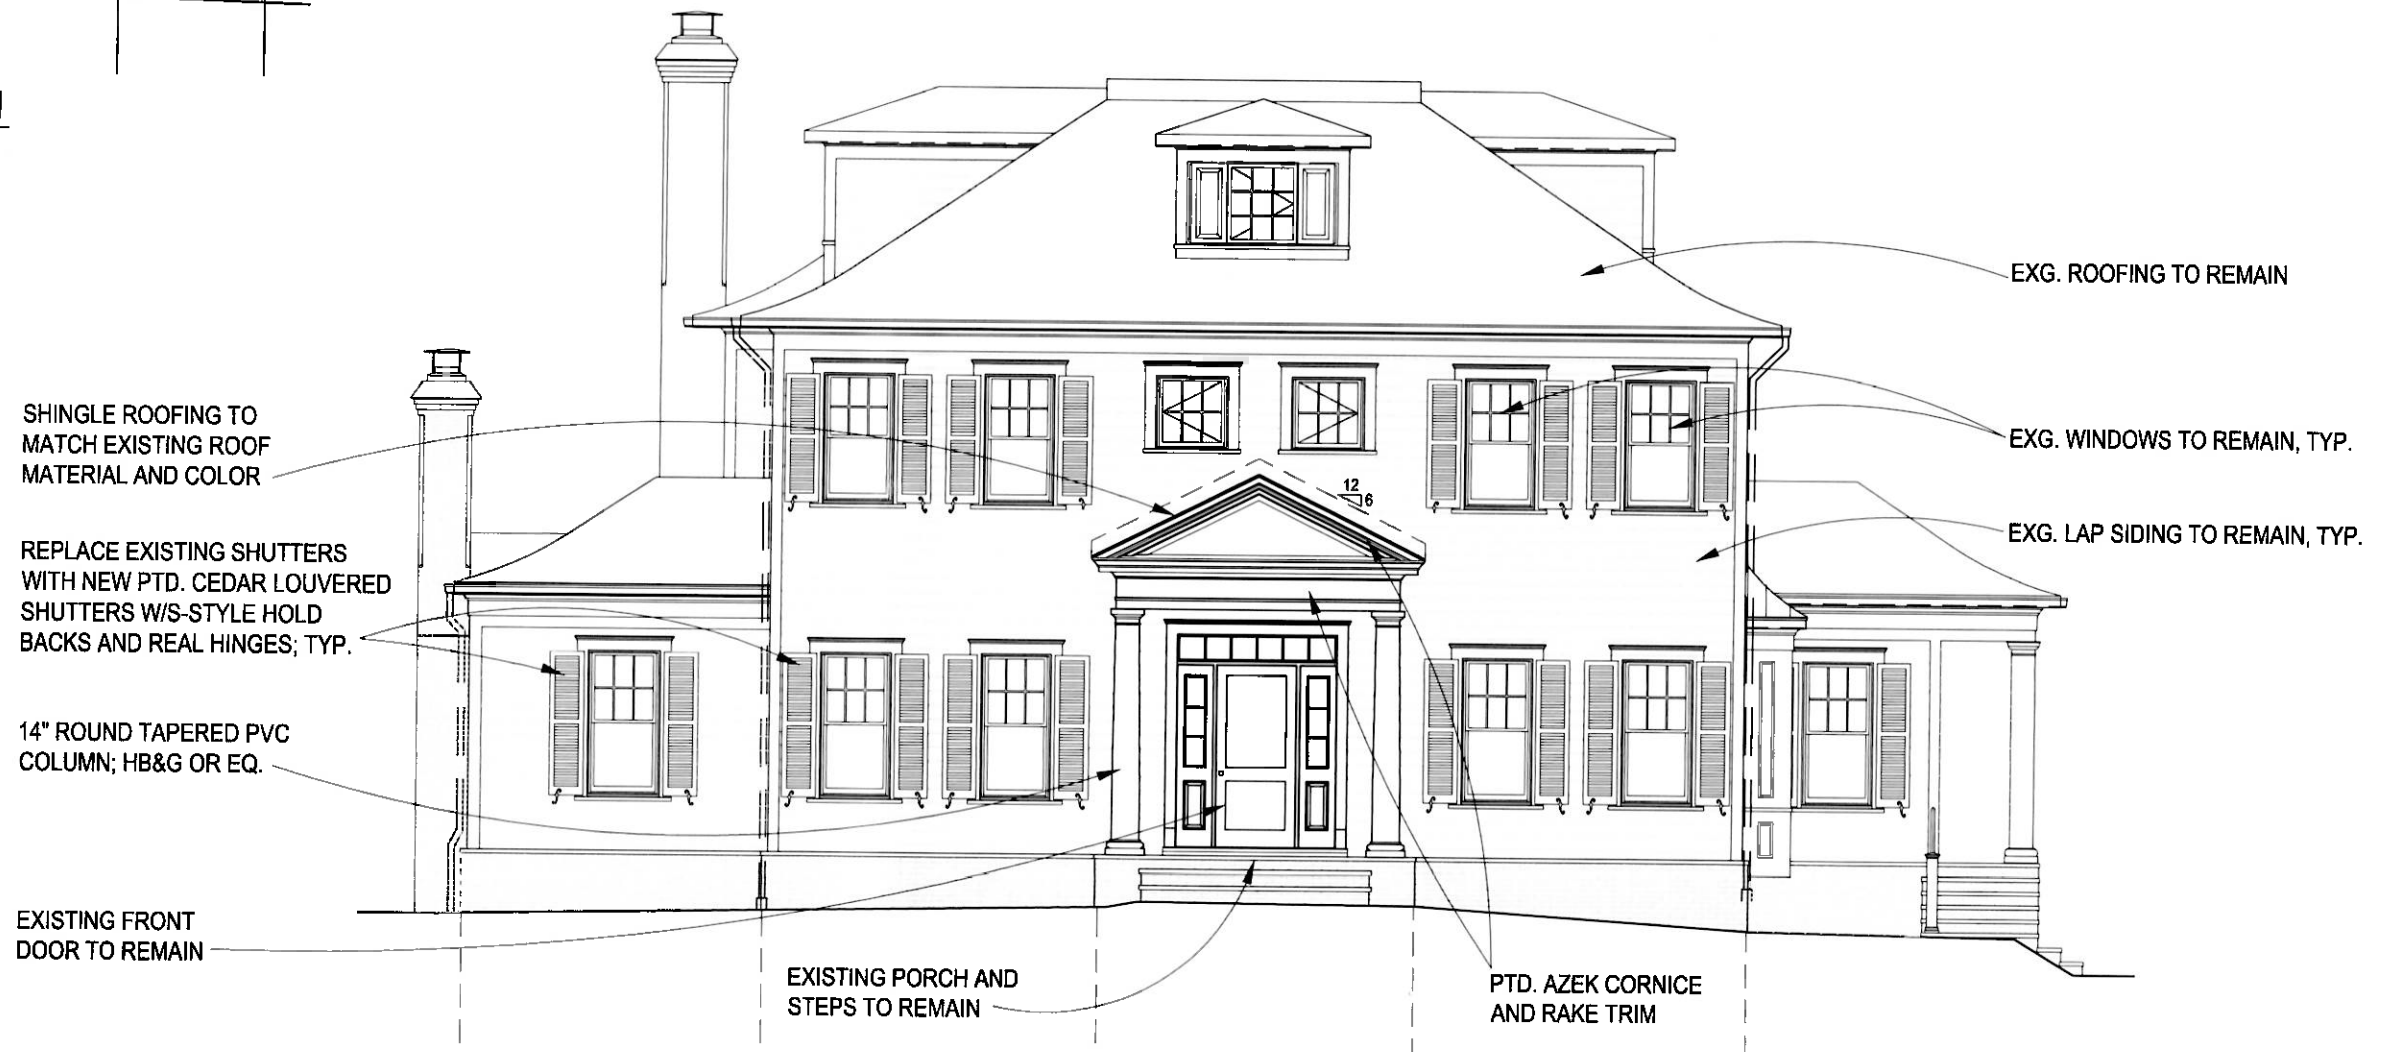 EXG. ROOFING TO REMAIN
SHINGLE ROOFING TO
MATCH EXISTING ROOF
MATERIAL AND COLOR
EXG. WINDOWS TO REMAIN, TYP.
12
6
EXG. LAP SIDING TO REMAIN, TYP.
REPLACE EXISTING SHUTTERS
WITH NEW PTD. CEDAR LOUVERED
SHUTTERS W/S-STYLE HOLD
BACKS AND REAL HINGES; TYP.
14" ROUND TAPERED PVC
COLUMN; HB&G OR EQ.
EXISTING FRONT
DOOR TO REMAIN
EXISTING PORCH AND
STEPS TO REMAIN
PTD. AZEK CORNICE
AND RAKE TRIM